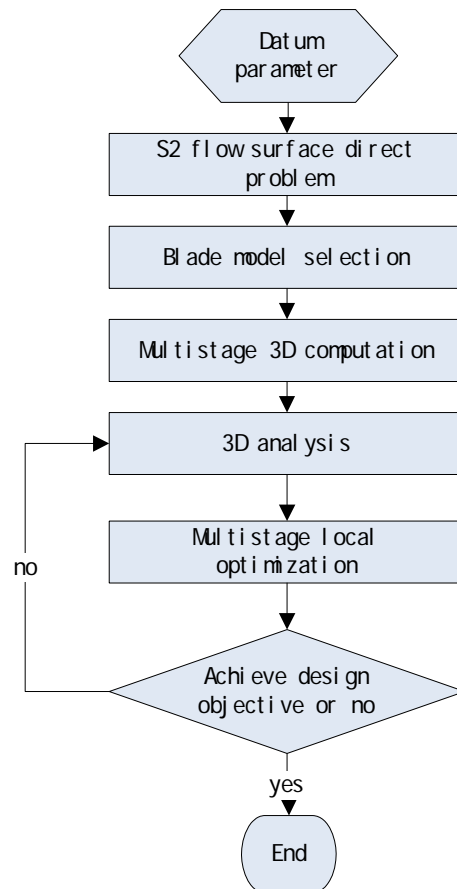 Datum
parameter
S2 flow surface direct
problem
Blade model selection
Multistage 3D computation
3D analysis
Multistage local
optimization
no
Achieve design
objective or no
yes
End